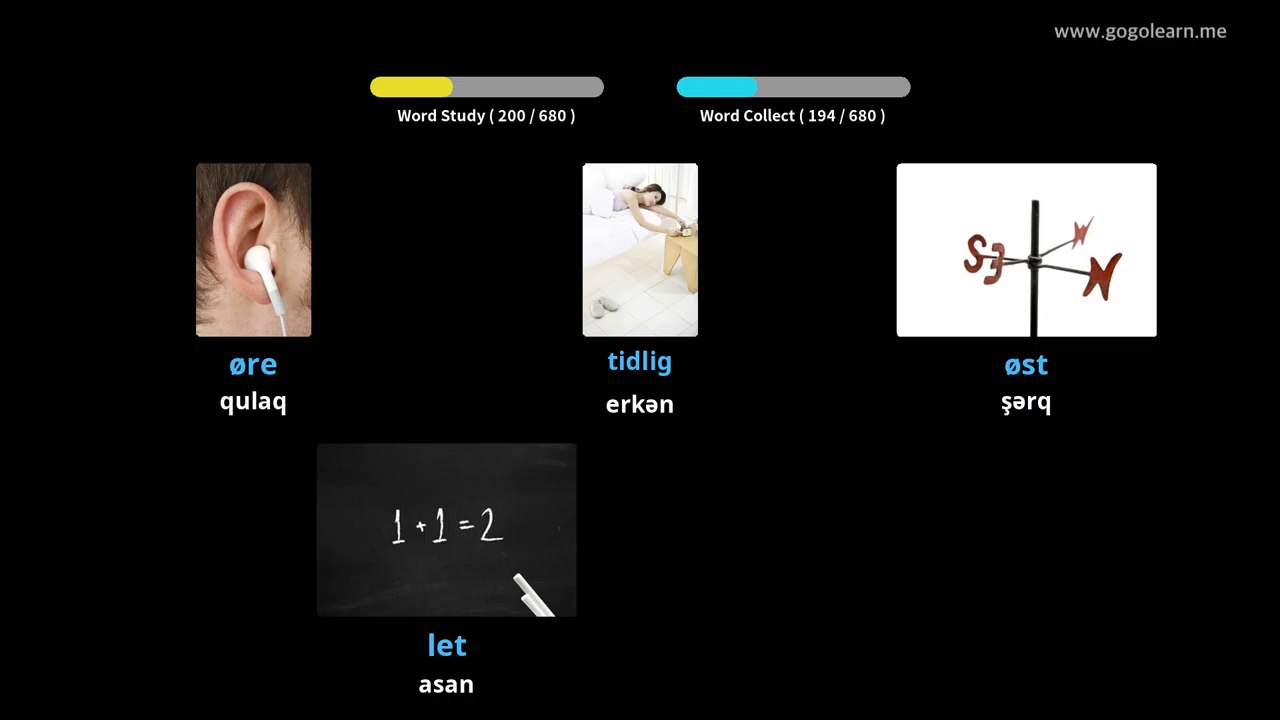 www.gogolearn.me
Word Study ( 200 / 680 )
Word Collect ( 194 / 680 )
øre
qulaq
tidlig
erkən
S E N
øst
şərq
1 + 1 = 2
let
asan